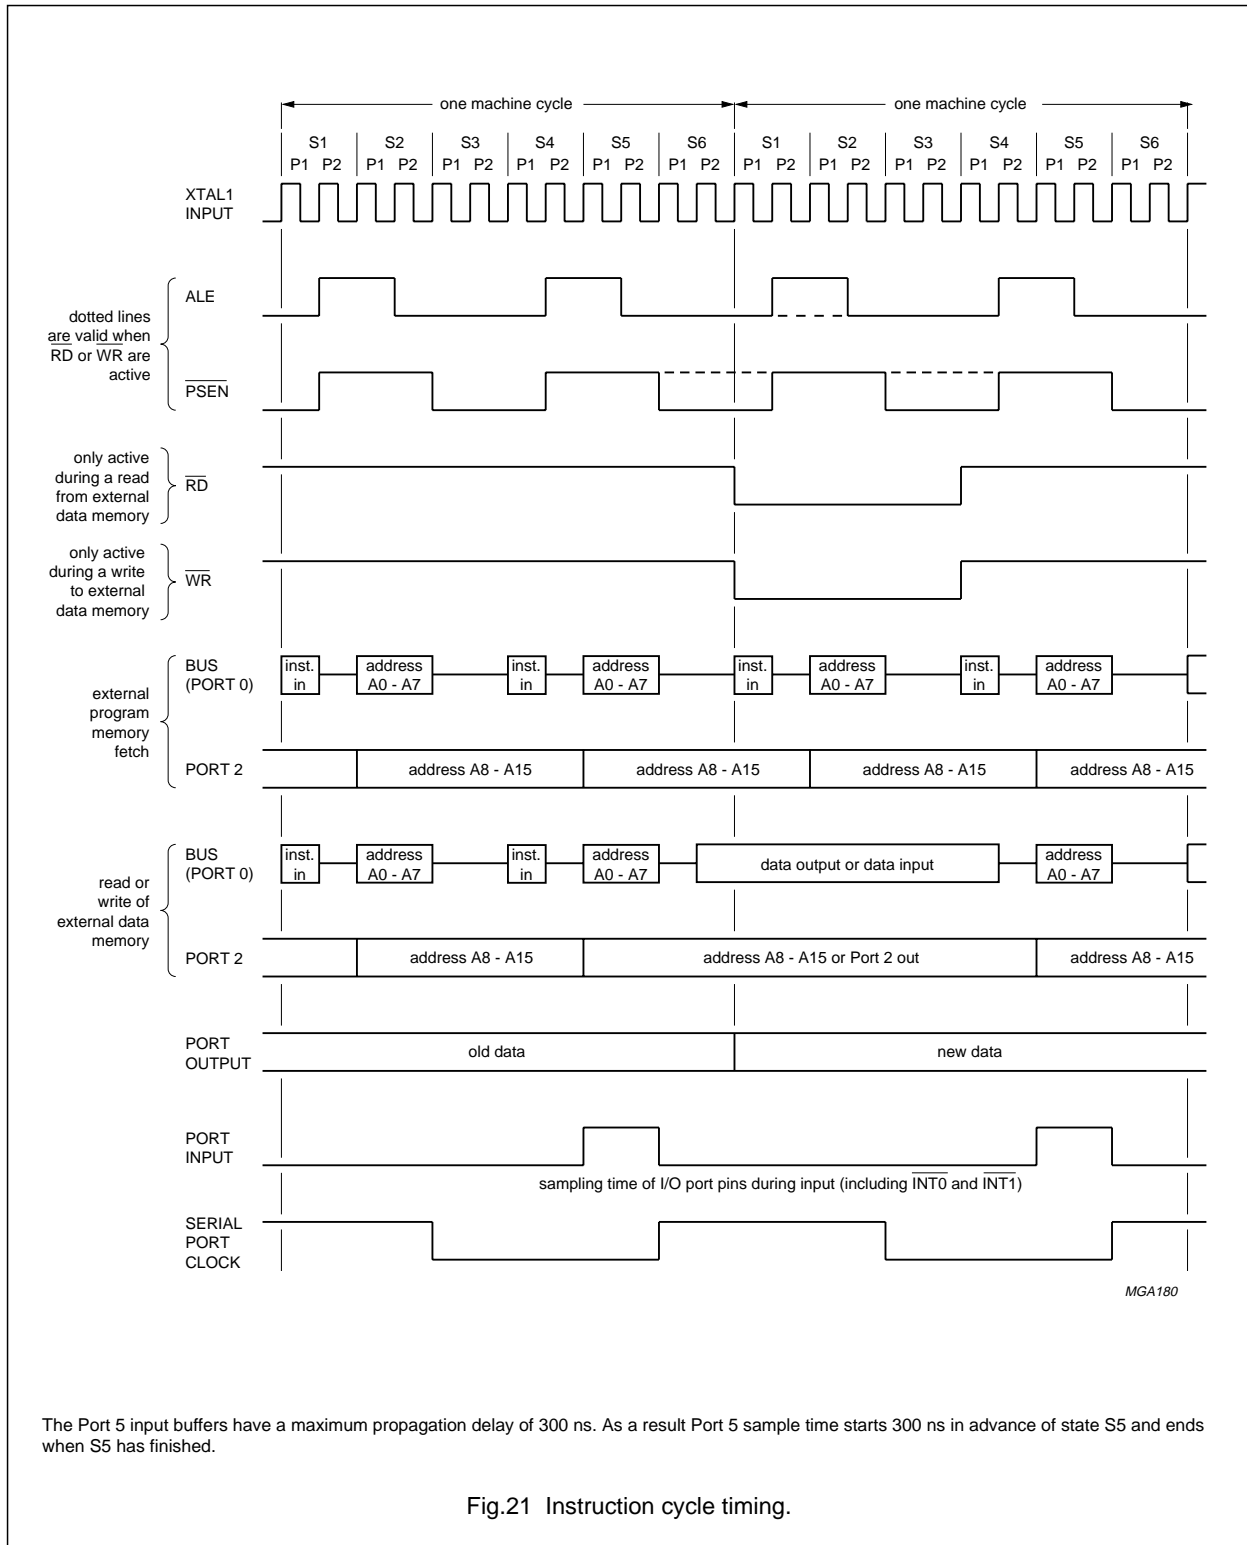 one machine cycle one machine cycle
S1 S2 S3 S4 S5 S6 S1 S2 S3 S4 S5 S6
P1 P2 P1 P2 P1 P2 P1 P2 P1 P2 P1 P2 P1 P2 P1 P2 P1 P2 P1 P2 P1 P2 P1 P2
XTAL1
INPUT
dotted lines
are valid when
RD or WR are
active
ALE
PSEN
only active
during a read
from external
data memory
RD
only active
during a write
to external
data memory
WR
external
program
memory
fetch
BUS
(PORT 0)
inst.
in
address
A0 - A7
inst.
in
address
A0 - A7
inst.
in
address
A0 - A7
inst.
in
address
A0 - A7
PORT 2
address A8 - A15 address A8 - A15 address A8 - A15 address A8 - A15
read or
write of
external data
memory
BUS
(PORT 0)
inst.
in
address
A0 - A7
inst.
in
address
A0 - A7
data output or data input
address
A0 - A7
PORT 2
address A8 - A15 address A8 - A15 or Port 2 out address A8 - A15
PORT
OUTPUT
old data new data
PORT
INPUT
sampling time of I/O port pins during input (including INT0 and INT1)
SERIAL
PORT
CLOCK
MGA180
The Port 5 input buffers have a maximum propagation delay of 300 ns. As a result Port 5 sample time starts 300 ns in advance of state S5 and ends
when S5 has finished.
Fig.21 Instruction cycle timing.